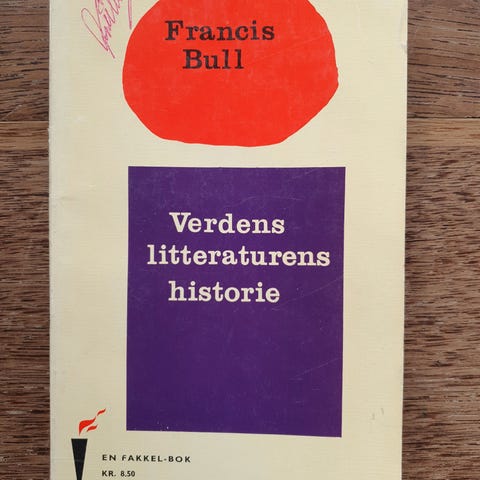 Francis
Bull
Verdens
litteraturens
historie
EN FAKKEL-BOK
KR. 8.50